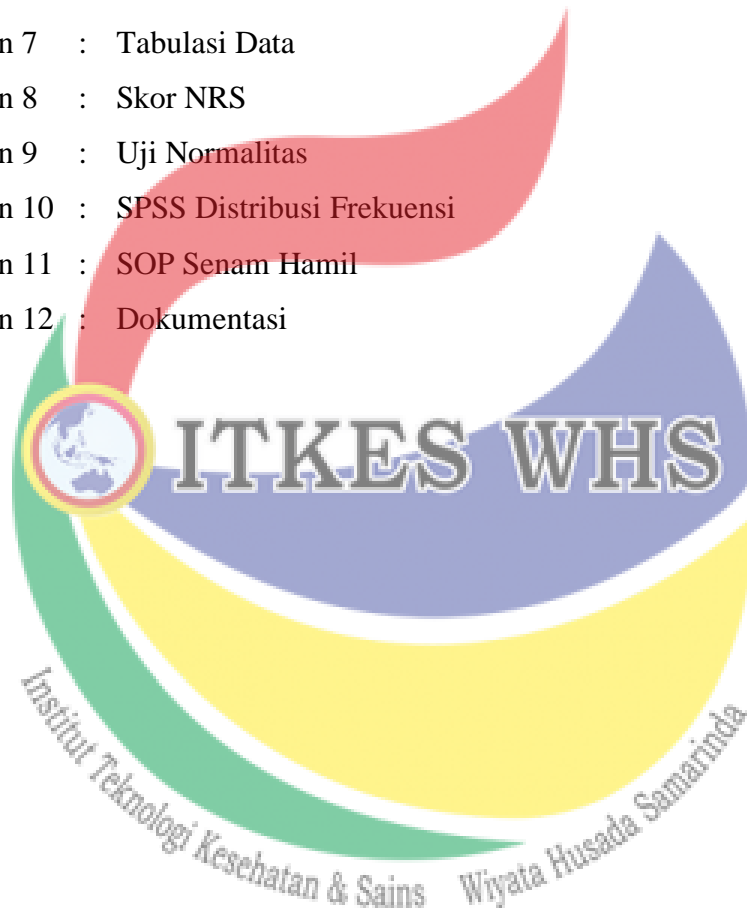 n 7 : Tabulasi Data
n 8 : Skor NRS
n 9 : Uji Normalitas
n 10 : SPSS Distribusi Frekuensi
n 11 : SOP Senam Hamil
n 12 : Dokumentasi
ITKES WHS
Institut Teknologi Kesehatan & Sains Wiyata Husada Samarinda